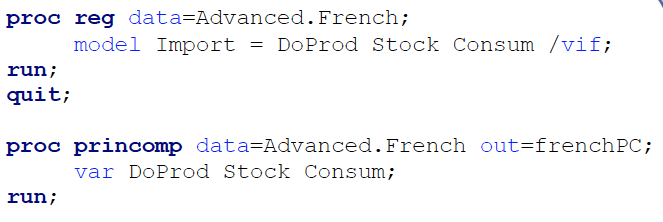 proc reg data=Advanced.French;
model Import = DoProd Stock Consum /vif;
run;
quit;
proc princomp data=Advanced.French out=frenchPC;
var DoProd Stock Consum;
run;